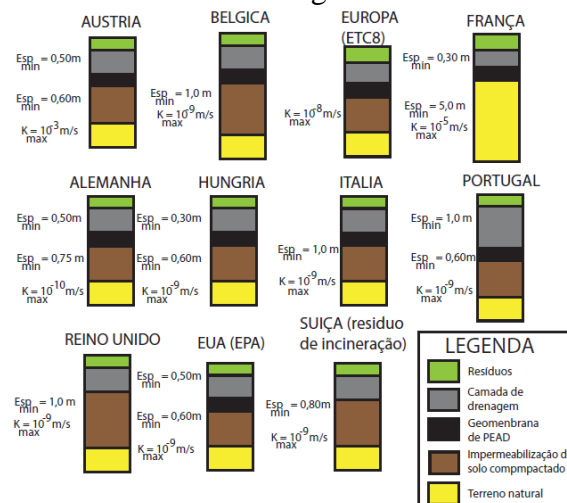 AUSTRIA
Esp = 0,50m
min
Esp = 0,60m
min
K = 10-3 m/s
max
BELGICA
Esp = 1,0 m
min
K = 10-9 m/s
max
EUROPA
(ETC8)
K = 10-8 m/s
max
FRANÇA
Esp = 0,30 m
min
Esp = 5,0 m
min
K = 10-5 m/s
max
ALEMANHA
Esp = 0,50m
min
Esp = 0,75 m
min
K = 10-10 m/s
max
HUNGRIA
Esp = 0,30m
min
Esp = 0,60m
min
K = 10-9 m/s
max
ITALIA
Esp = 1,0m
min
K = 10-9 m/s
max
PORTUGAL
Esp = 1,0 m
min
Esp = 0,60m
min
K = 10-9 m/s
max
REINO UNIDO
Esp = 1,0 m
min
K = 10-9 m/s
max
EUA (EPA)
Esp = 0,50m
min
Esp = 0,60m
min
K = 10-9 m/s
max
SUIÇA (residuo
de incineração)
Esp = 0,80m
min
K = 10-9 m/s
max
LEGENDA
Resíduos
Camada de
drenagem
Geomenbrana
de PEAD
Impermeabilização d
solo compmpactado
Terreno natural